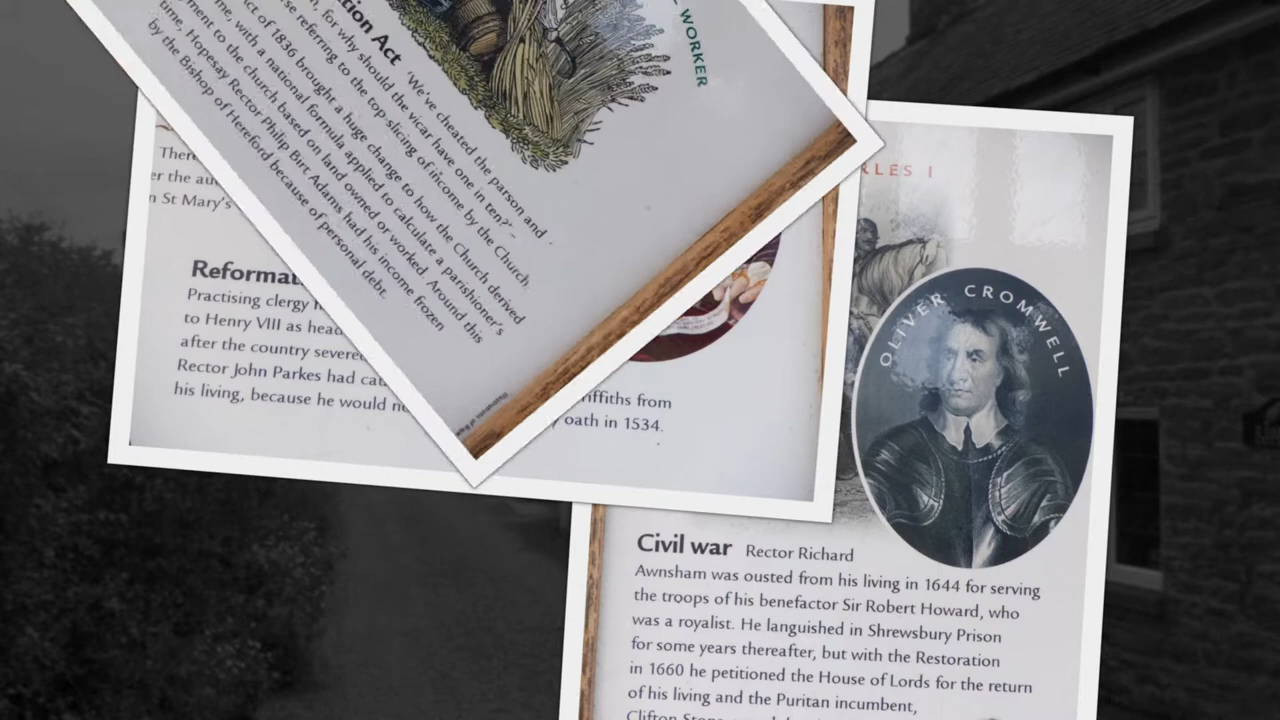 WORKER
tion Act 'We've cheated the parson and
n, for why should the vicar have one in ten?'–
se referring to the top-slicing of income by the Church.
ct of 1836 brought a huge change to how the Church derived
me, with a national formula applied to calculate a parishioner's
ment to the church based on land owned or worked. Around this
time, Hopesay Rector Philip Birt Adams had his income frozen
by the Bishop of Hereford because of personal debt.
There
er the au
n St Mary's
Reformat
Practising clergy
to Henry VIII as head
after the country severe
Rector John Parkes had
his living, because he would
riffiths from
oath in 1534.
RLES I
OLIVER CROMWELL
Civil war Rector Richard
Awnsham was ousted from his living in 1644 for serving
the troops of his benefactor Sir Robert Howard, who
was a royalist. He languished in Shrewsbury Prison
for some years thereafter, but with the Restoration
in 1660 he petitioned the House of Lords for the return
of his living and the Puritan incumbent,